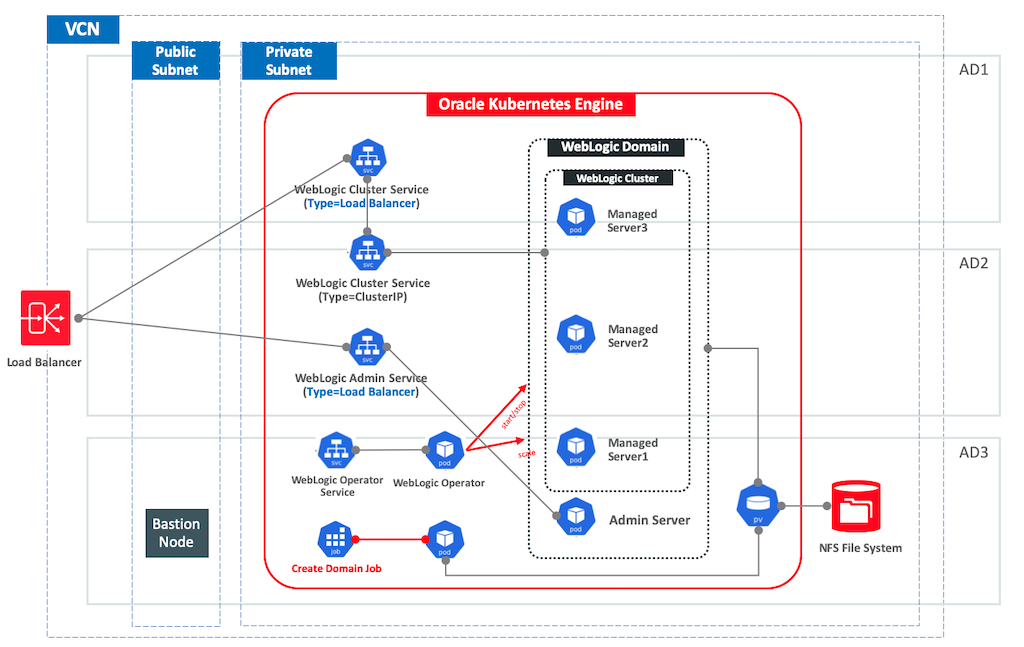 VCN
Public
Subnet
Private
Subnet
AD1
Oracle Kubernetes Engine
WebLogic Domain
WebLogic Cluster
svc
WebLogic Cluster Service
(Type=Load Balancer)
pod
Managed
Server3
svc
WebLogic Cluster Service
(Type=ClusterIP)
AD2
Load Balancer
svc
WebLogic Admin Service
(Type=Load Balancer)
pod
Managed
Server2
start/stop
scale
AD3
svc
WebLogic Operator
Service
pod
WebLogic Operator
pod
Managed
Server1
Bastion
Node
job
Create Domain Job
pod
pod
Admin Server
pv
NFS File System